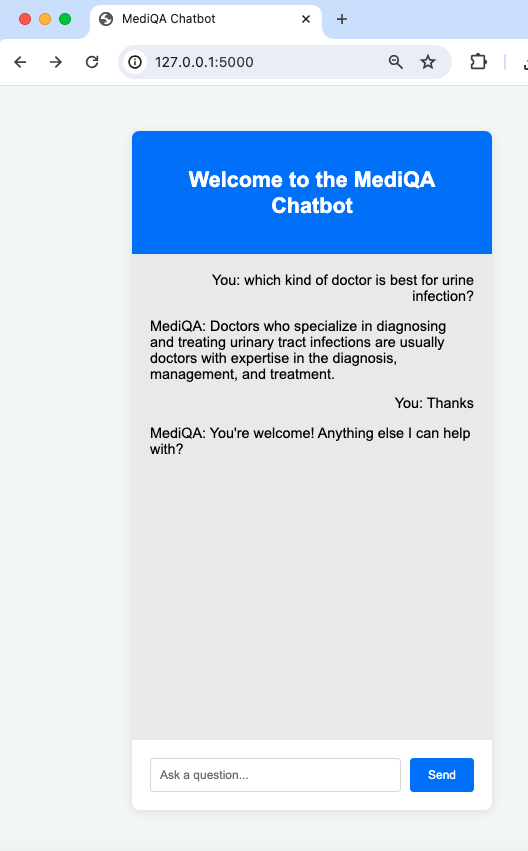 MediQA Chatbot
127.0.0.1:5000
Welcome to the MediQA
Chatbot
You: which kind of doctor is best for urine
infection?
MediQA: Doctors who specialize in diagnosing
and treating urinary tract infections are usually
doctors with expertise in the diagnosis,
management, and treatment.
You: Thanks
MediQA: You're welcome! Anything else I can help
with?
Ask a question...
Send